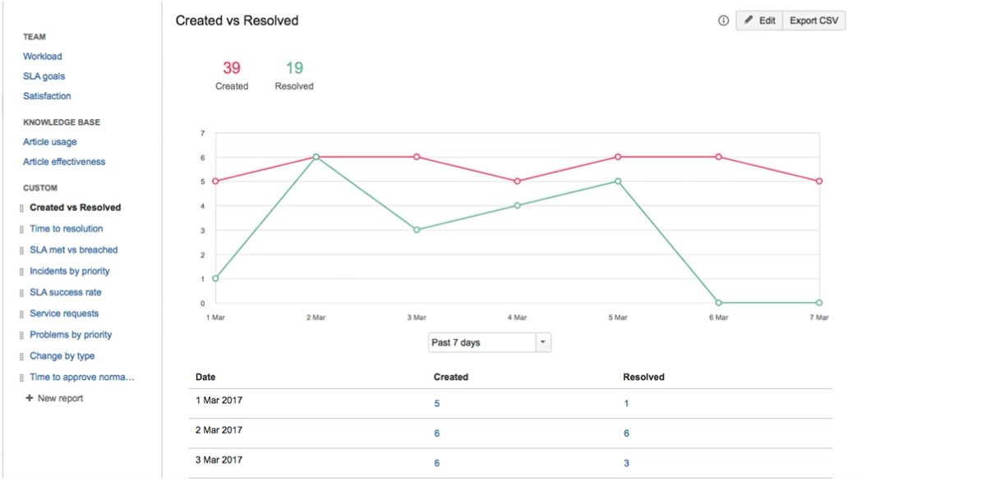 TEAM
Workload
SLA goals
Satisfaction
KNOWLEDGE BASE
Article usage
Article effectiveness
CUSTOM
Created vs Resolved
Time to resolution
SLA met vs breached
Incidents by priority
SLA success rate
Service requests
Problems by priority
Change by type
Time to approve norma...
+ New report
Created vs Resolved
Edit Export CSV
39 19
Created Resolved
7
6
5
4
3
2
1
0
1 Mar 2 Mar 3 Mar 4 Mar 5 Mar 6 Mar 7 Mar
Past 7 days
Date Created Resolved
1 Mar 2017 5 1
2 Mar 2017 6 6
3 Mar 2017 6 3